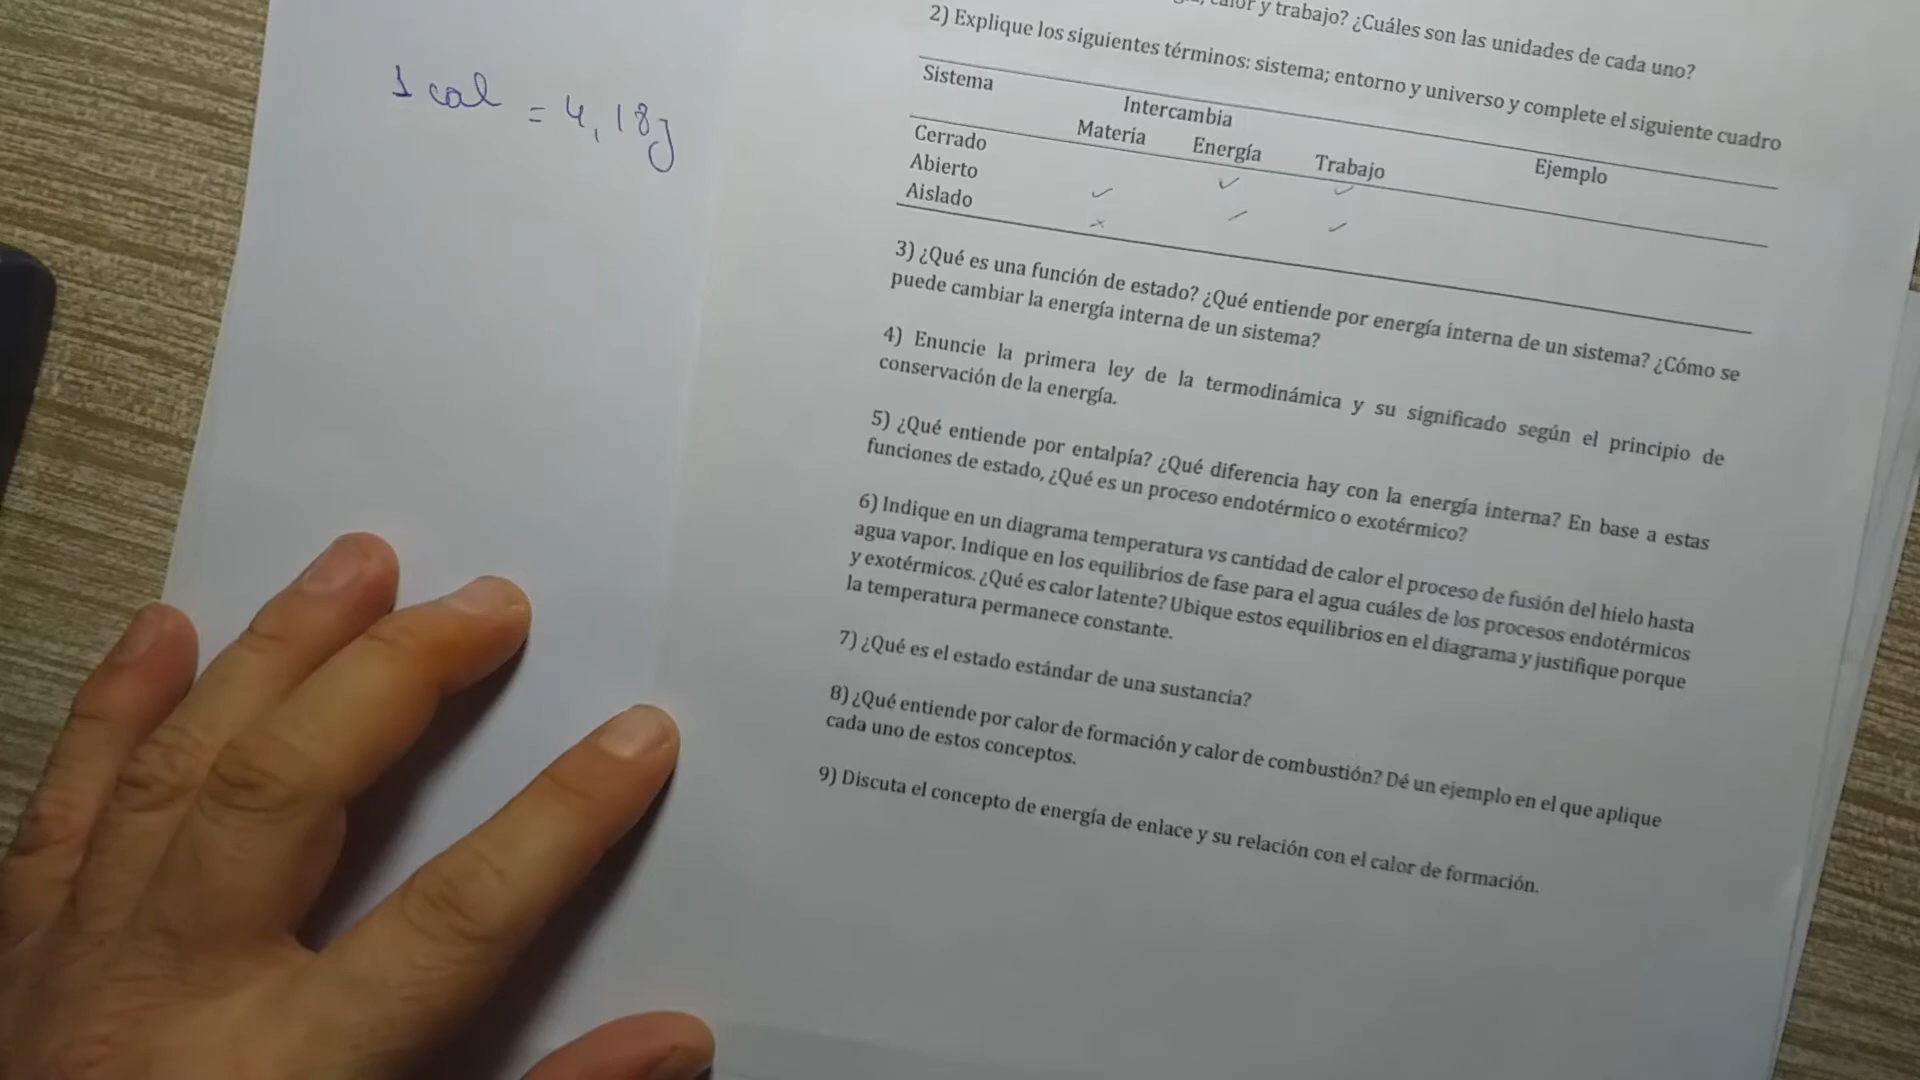 1 cal = 4,18J
calor y trabajo? ¿Cuáles son las unidades de cada uno?
2) Explique los siguientes términos: sistema; entorno y universo y complete el siguiente cuadro
Sistema Intercambia Ejemplo
Materia Energía Trabajo
Cerrado
Abierto ✓ ✓ ✓
Aislado x ✓ ✓
3) ¿Qué es una función de estado? ¿Qué entiende por energía interna de un sistema? ¿Cómo se
puede cambiar la energía interna de un sistema?
4) Enuncie la primera ley de la termodinámica y su significado según el principio de
conservación de la energía.
5) ¿Qué entiende por entalpía? ¿Qué diferencia hay con la energía interna? En base a estas
funciones de estado, ¿Qué es un proceso endotérmico o exotérmico?
6) Indique en un diagrama temperatura vs cantidad de calor el proceso de fusión del hielo hasta
agua vapor. Indique en los equilibrios de fase para el agua cuáles de los procesos endotérmicos
y exotérmicos. ¿Qué es calor latente? Ubique estos equilibrios en el diagrama y justifique porque
la temperatura permanece constante.
7) ¿Qué es el estado estándar de una sustancia?
8) ¿Qué entiende por calor de formación y calor de combustión? Dé un ejemplo en el que aplique
cada uno de estos conceptos.
9) Discuta el concepto de energía de enlace y su relación con el calor de formación.